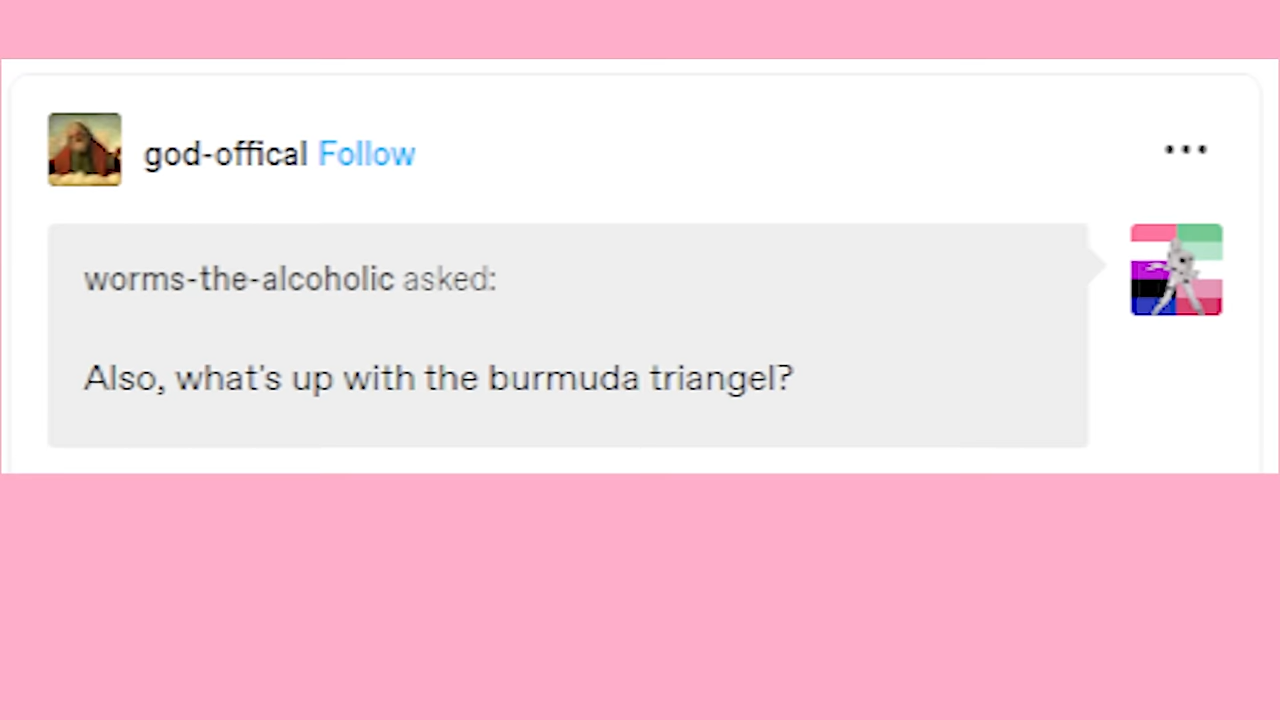 god-offical Follow
worms-the-alcoholic asked:
Also, what's up with the burmuda triangel?